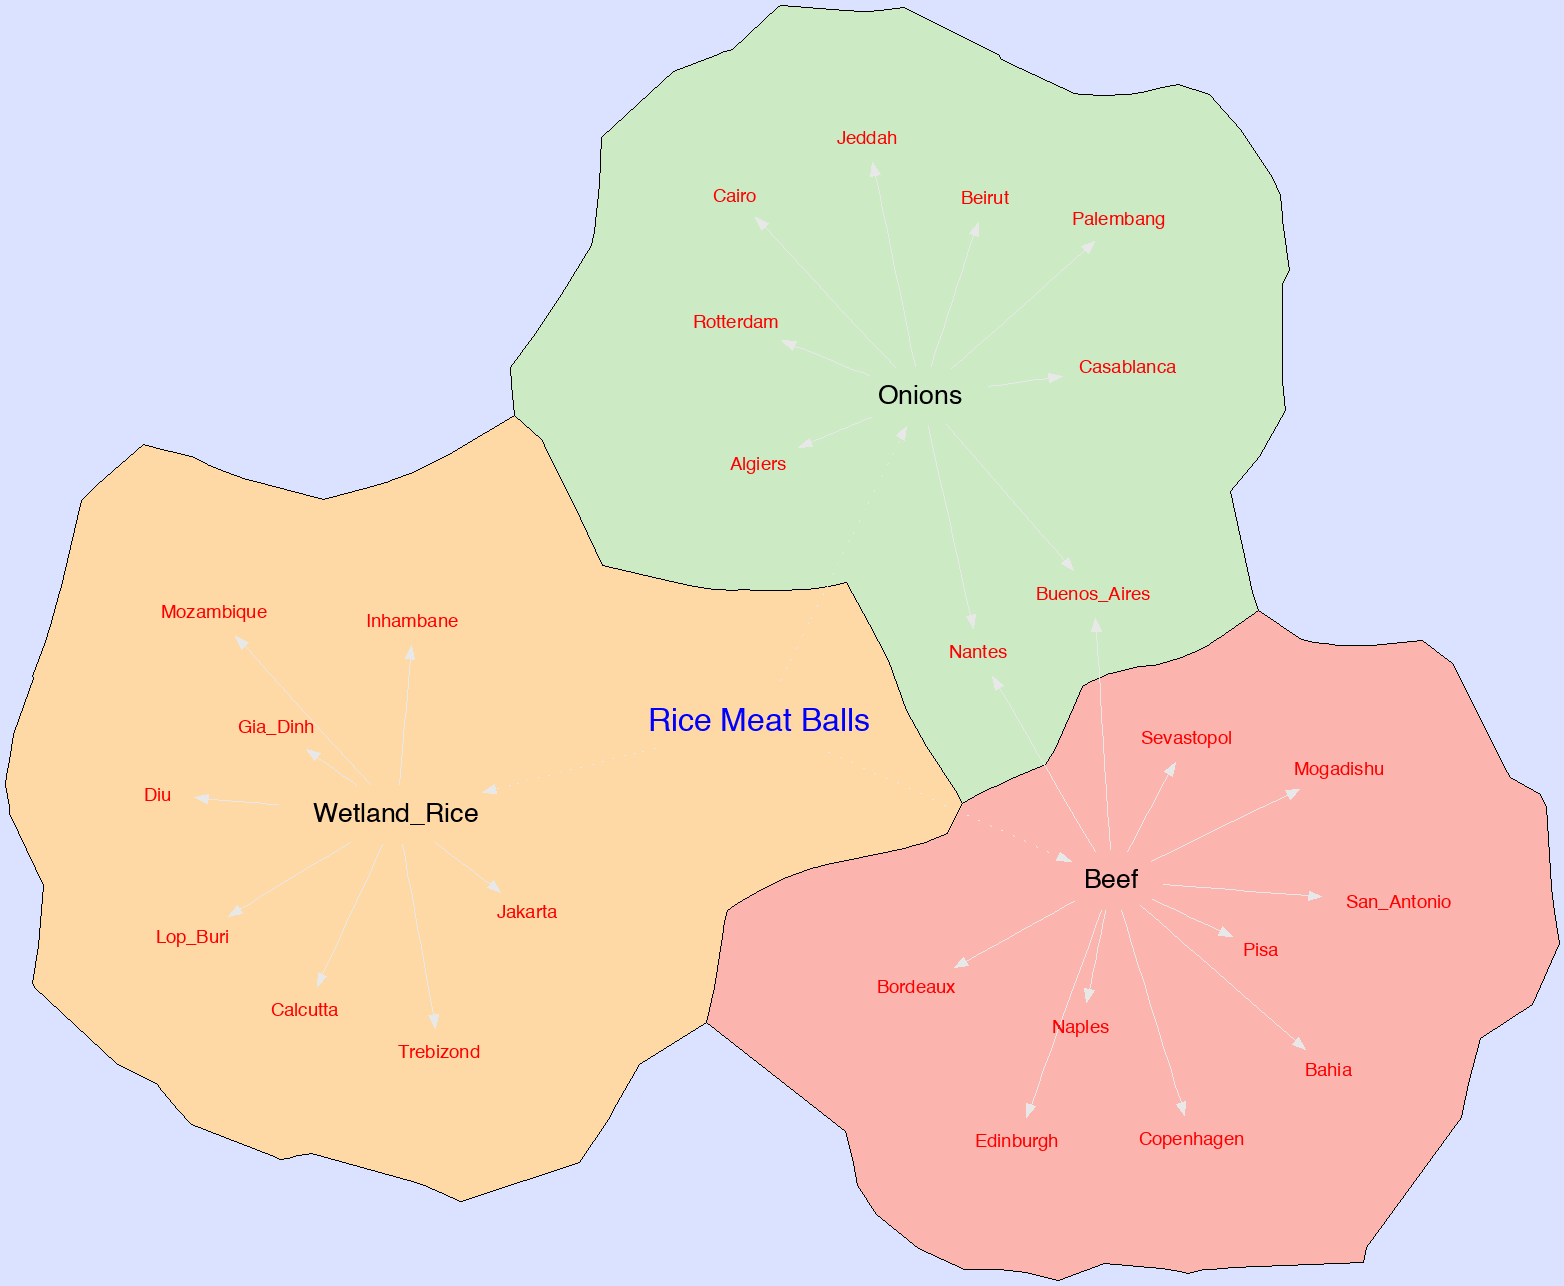 Jeddah
Cairo
Beirut
Palembang
Rotterdam
Casablanca
Onions
Algiers
Buenos_Aires
Mozambique
Inhambane
Nantes
Rice Meat Balls
Gia_Dinh
Sevastopol
Mogadishu
Diu
Wetland_Rice
Beef
San_Antonio
Jakarta
Lop_Buri
Pisa
Bordeaux
Calcutta
Naples
Trebizond
Bahia
Edinburgh
Copenhagen